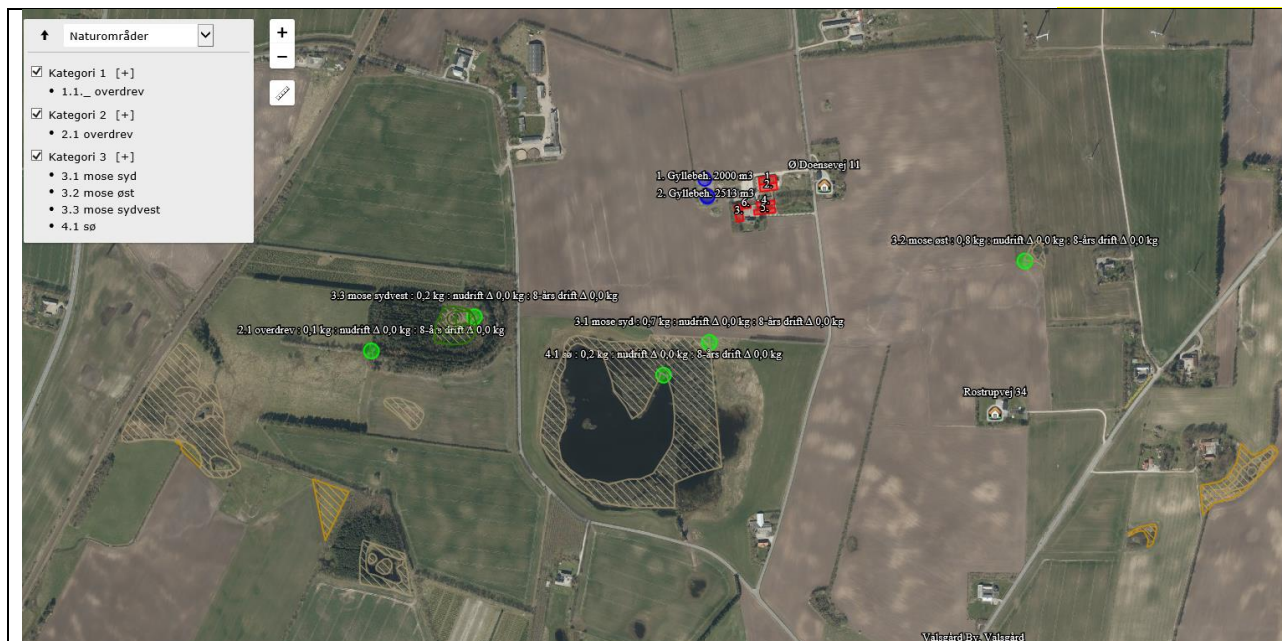 Naturområder
Kategori 1 [+]
• 1.1._ overdrev
Kategori 2 [+]
• 2.1 overdrev
Kategori 3 [+]
• 3.1 mose syd
• 3.2 mose øst
• 3.3 mose sydvest
• 4.1 sø
+
−
Ø Doensevej 11
1. Gyllebeh. 2000 m3
1.
2.
2. Gyllebeh. 2513 m3
4.
6.
5.
3.
3.2 mose øst : 0,8 kg : nudrift Δ 0,0 kg : 8-års drift Δ 0,0 kg
3.3 mose sydvest : 0,2 kg : nudrift Δ 0,0 kg : 8-års drift Δ 0,0 kg
3.1 mose syd : 0,7 kg : nudrift Δ 0,0 kg : 8-års drift Δ 0,0 kg
2.1 overdrev : 0,1 kg : nudrift Δ 0,0 kg : 8-års drift Δ 0,0 kg
4.1 sø : 0,2 kg : nudrift Δ 0,0 kg : 8-års drift Δ 0,0 kg
Rostrupvej 34
Valsgård By, Valsgård